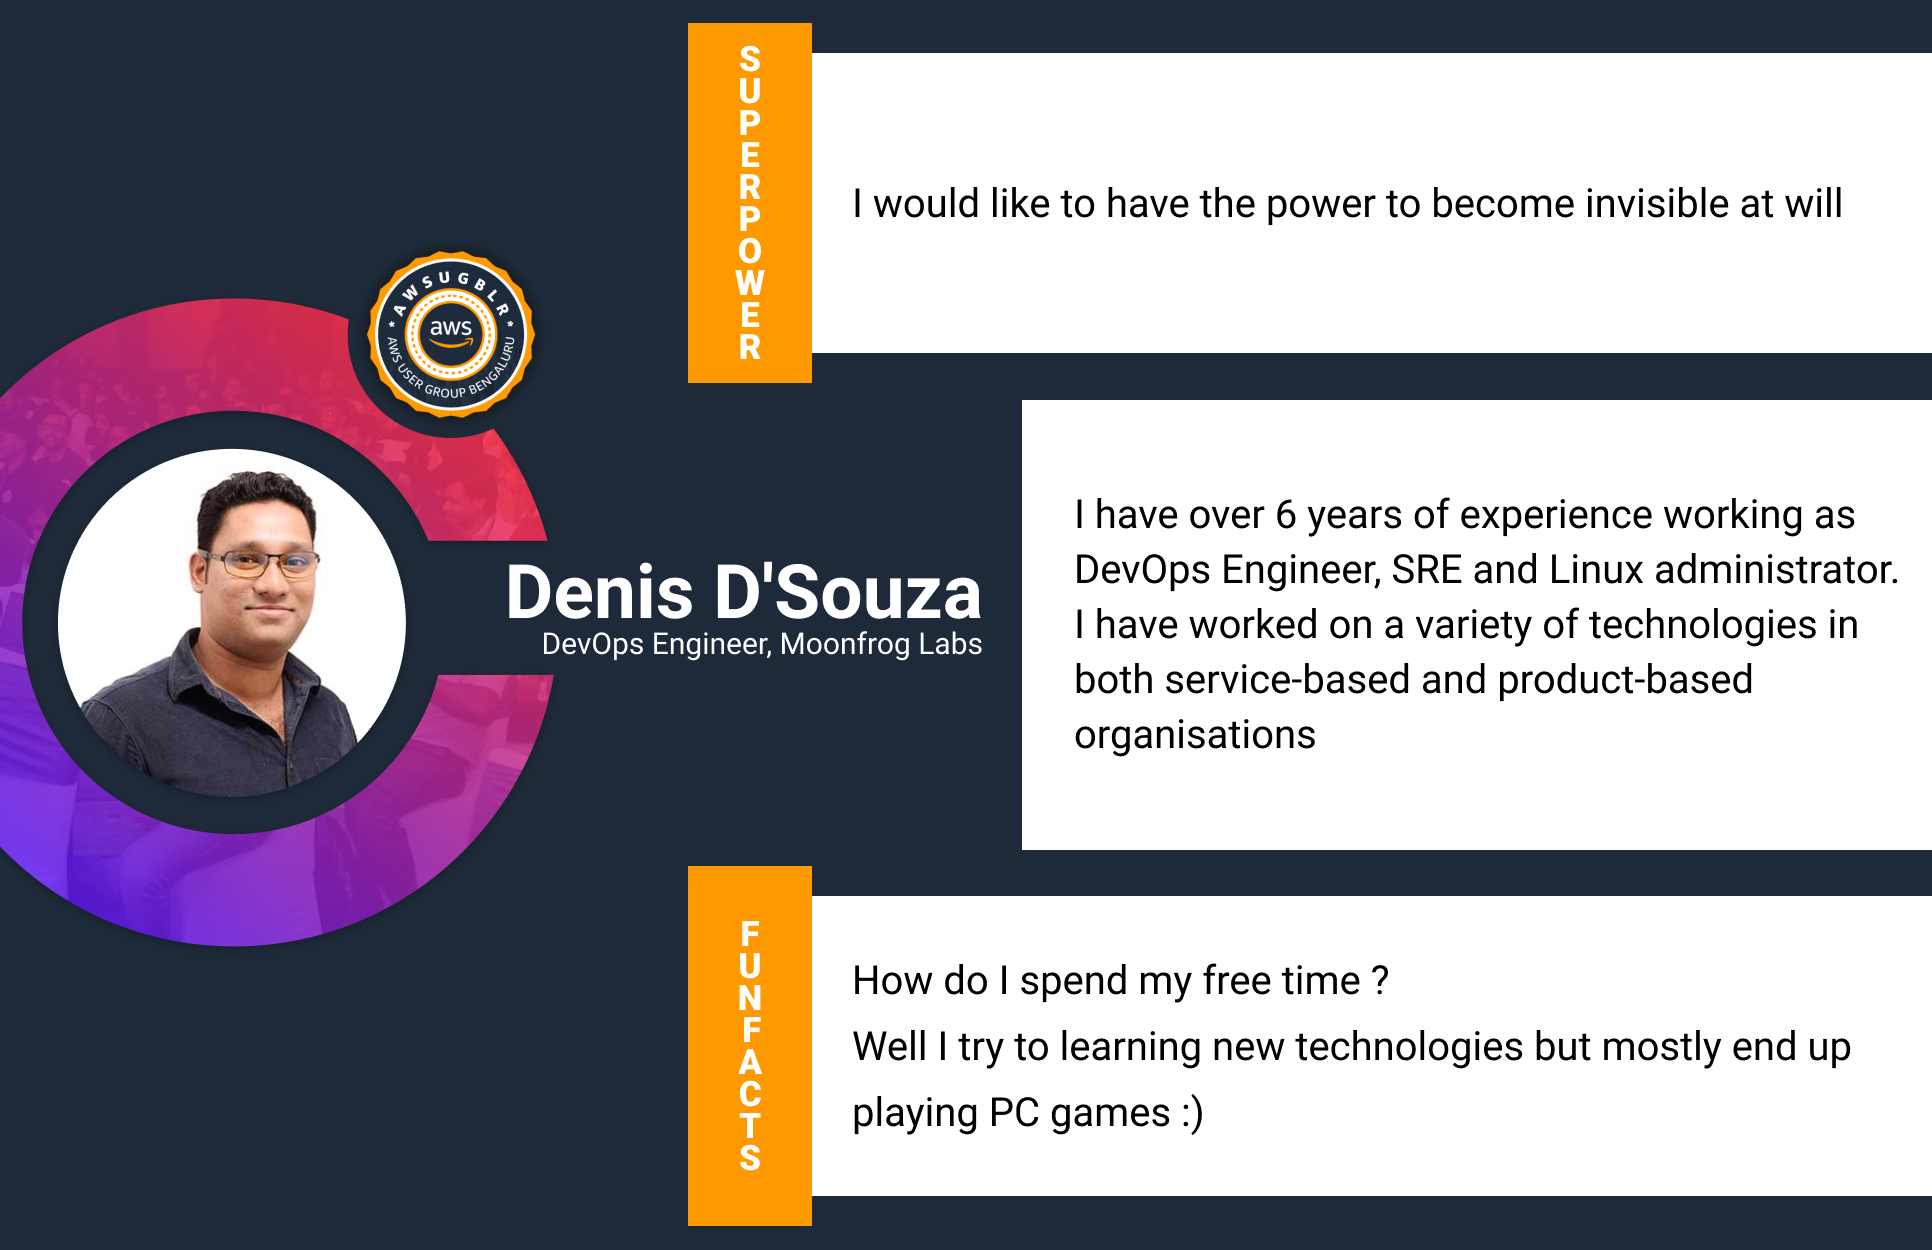 SUPERPOWER
I would like to have the power to become invisible at will
AWSUGBLR
aws
AWS USER GROUP BENGALURU
Denis D'Souza
DevOps Engineer, Moonfrog Labs
I have over 6 years of experience working as
DevOps Engineer, SRE and Linux administrator.
I have worked on a variety of technologies in
both service-based and product-based
organisations
FUNFACTS
How do I spend my free time ?
Well I try to learning new technologies but mostly end up
playing PC games :)